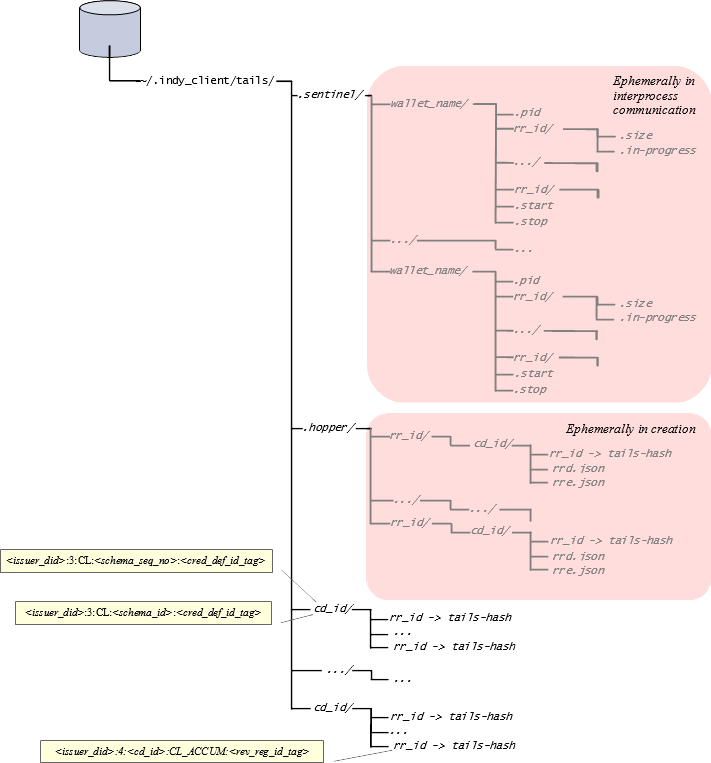 ~/.indy_client/tails/
.sentinel/
Ephemerally in
interprocess
communication
wallet_name/
.pid
rr_id/
.size
.in-progress
.../
rr_id/
.start
.stop
.../
...
wallet_name/
.pid
rr_id/
.size
.in-progress
.../
rr_id/
.start
.stop
.hopper/
Ephemerally in creation
rr_id/
cd_id/
rr_id -> tails-hash
rrd.json
rre.json
.../
.../
rr_id/
cd_id/
rr_id -> tails-hash
rrd.json
rre.json
<issuer_did>:3:CL:<schema_seq_no>:<cred_def_id_tag>
<issuer_did>:3:CL:<schema_id>:<cred_def_id_tag>
cd_id/
rr_id -> tails-hash
...
rr_id -> tails-hash
.../
...
cd_id/
rr_id -> tails-hash
...
rr_id -> tails-hash
<issuer_did>:4:<cd_id>:CL_ACCUM:<rev_reg_id_tag>